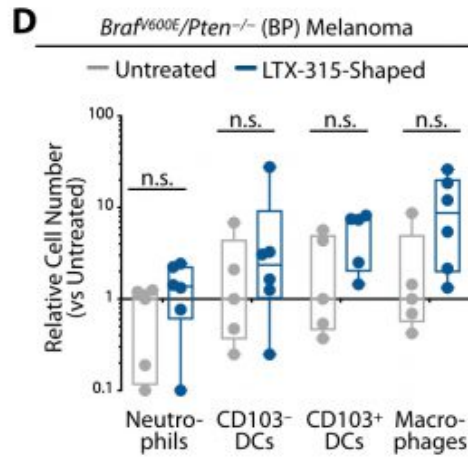 D
Braf^V600E/Pten^−/− (BP) Melanoma
Untreated LTX-315-Shaped
Relative Cell Number
(vs Untreated)
100
10
1
0.1
n.s. n.s. n.s. n.s.
Neutro-
phils
CD103⁻
DCs
CD103⁺
DCs
Macro-
phages